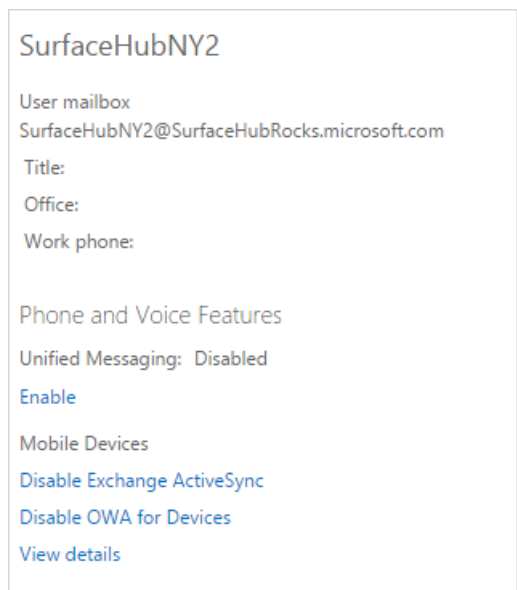 SurfaceHubNY2
User mailbox
SurfaceHubNY2@SurfaceHubRocks.microsoft.com
Title:
Office:
Work phone:
Phone and Voice Features
Unified Messaging: Disabled
Enable
Mobile Devices
Disable Exchange ActiveSync
Disable OWA for Devices
View details